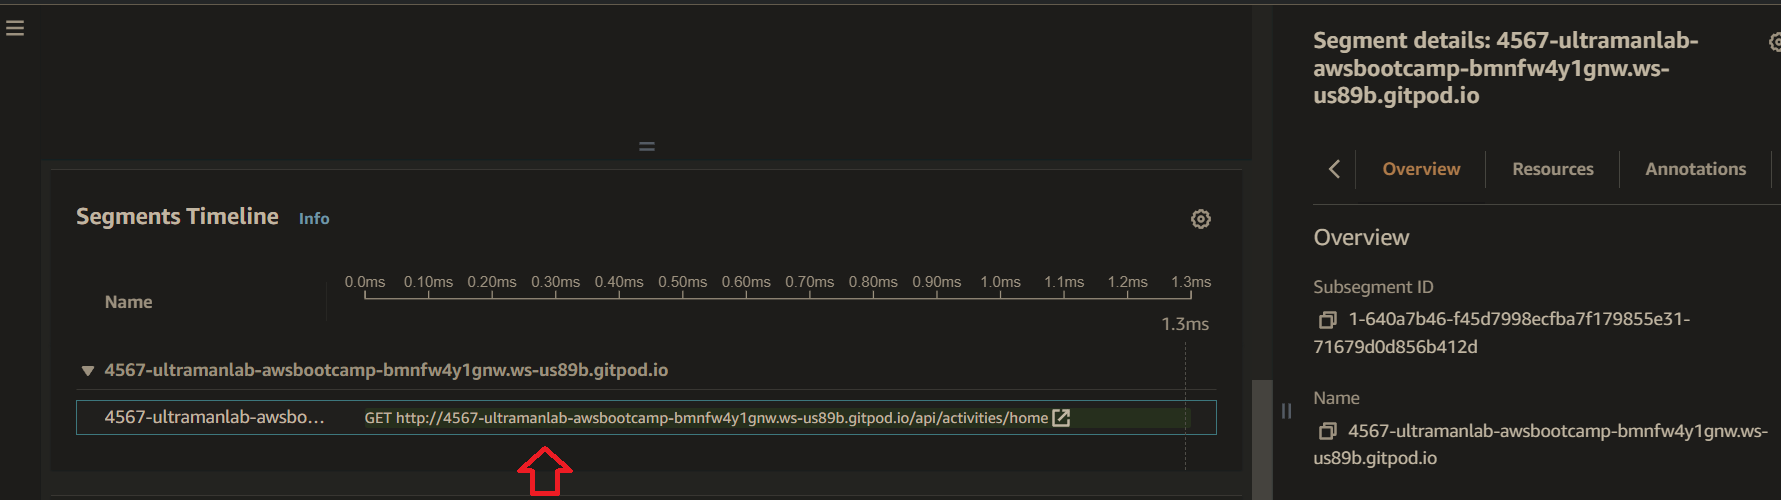 Segment details: 4567-ultramanlab-
awsbootcamp-bmnfw4y1gnw.ws-
us89b.gitpod.io
Overview
Resources
Annotations
Segments Timeline Info
Overview
0.0ms 0.10ms 0.20ms 0.30ms 0.40ms 0.50ms 0.60ms 0.70ms 0.80ms 0.90ms 1.0ms 1.1ms 1.2ms 1.3ms
Name
1.3ms
4567-ultramanlab-awsbootcamp-bmnfw4y1gnw.ws-us89b.gitpod.io
4567-ultramanlab-awsbo... GET http://4567-ultramanlab-awsbootcamp-bmnfw4y1gnw.ws-us89b.gitpod.io/api/activities/home
Subsegment ID
1-640a7b46-f45d7998ecfba7f179855e31-
71679d0d856b412d
Name
4567-ultramanlab-awsbootcamp-bmnfw4y1gnw.ws-
us89b.gitpod.io